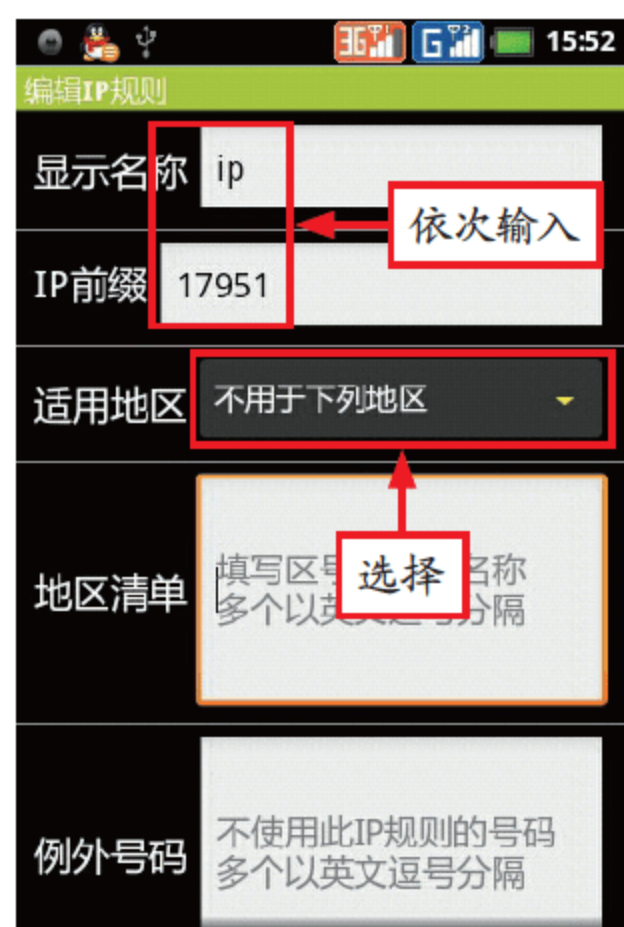 3G G 2 15:52
编辑IP规则
显示名称 ip
依次输入
IP前缀 17951
适用地区 不用于下列地区
选择
地区清单
填写区 名称
多个以英 号分隔
例外号码
不使用此IP规则的号码
多个以英文逗号分隔